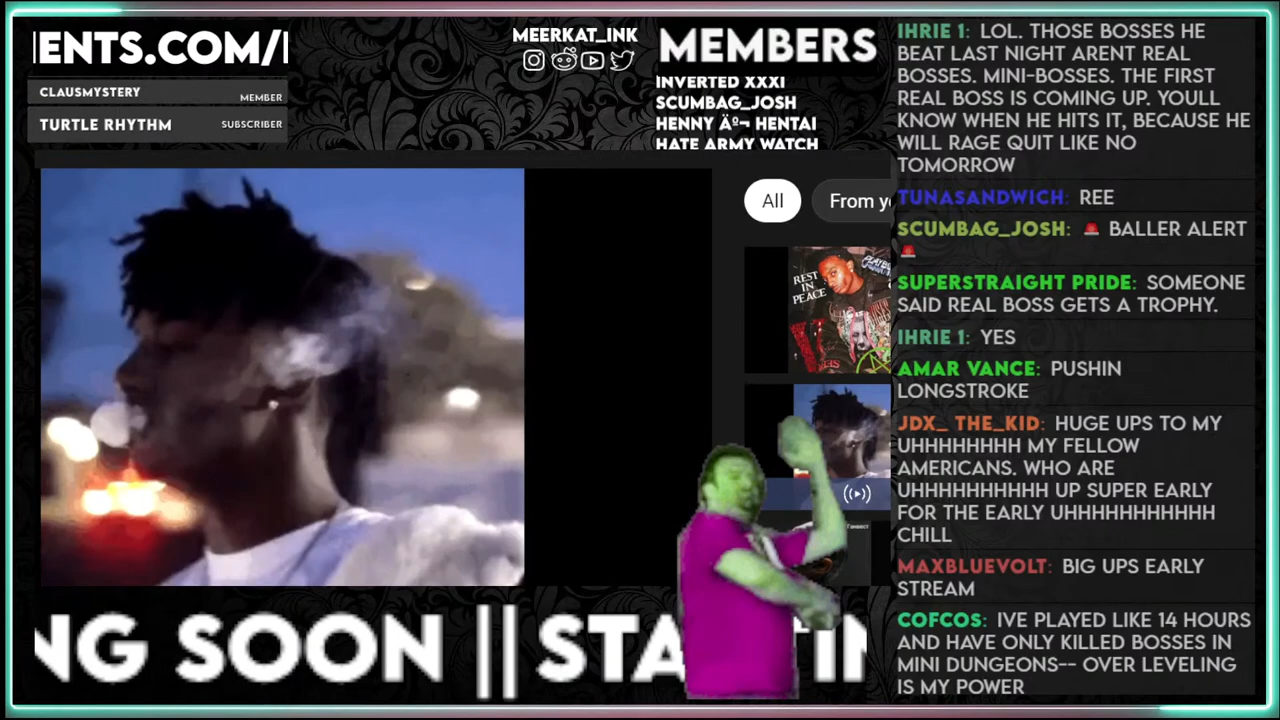 ENTS.COM/
CLAUSMYSTERY
MEMBER
TURTLE RHYTHM
SUBSCRIBER
MEERKAT_INK
MEMBERS
INVERTED XXXI
SCUMBAG_JOSH
HENNY Äº¬ HENTAI
HATE ARMY WATCH
All
From yo
REST
IN
PEACE
NG SOON || STA
TIN
IHRIE 1: LOL. THOSE BOSSES HE
BEAT LAST NIGHT ARENT REAL
BOSSES. MINI-BOSSES. THE FIRST
REAL BOSS IS COMING UP. YOULL
KNOW WHEN HE HITS IT, BECAUSE HE
WILL RAGE QUIT LIKE NO
TOMORROW
TUNASANDWICH: REE
SCUMBAG_JOSH: 🚨 BALLER ALERT
🚨
SUPERSTRAIGHT PRIDE: SOMEONE
SAID REAL BOSS GETS A TROPHY.
IHRIE 1: YES
AMAR VANCE: PUSHIN
LONGSTROKE
JDX_ THE_KID: HUGE UPS TO MY
UHHHHHHHH MY FELLOW
AMERICANS. WHO ARE
UHHHHHHHHHH UP SUPER EARLY
FOR THE EARLY UHHHHHHHHHHH
CHILL
MAXBLUEVOLT: BIG UPS EARLY
STREAM
COFCOS: IVE PLAYED LIKE 14 HOURS
AND HAVE ONLY KILLED BOSSES IN
MINI DUNGEONS-- OVER LEVELING
IS MY POWER